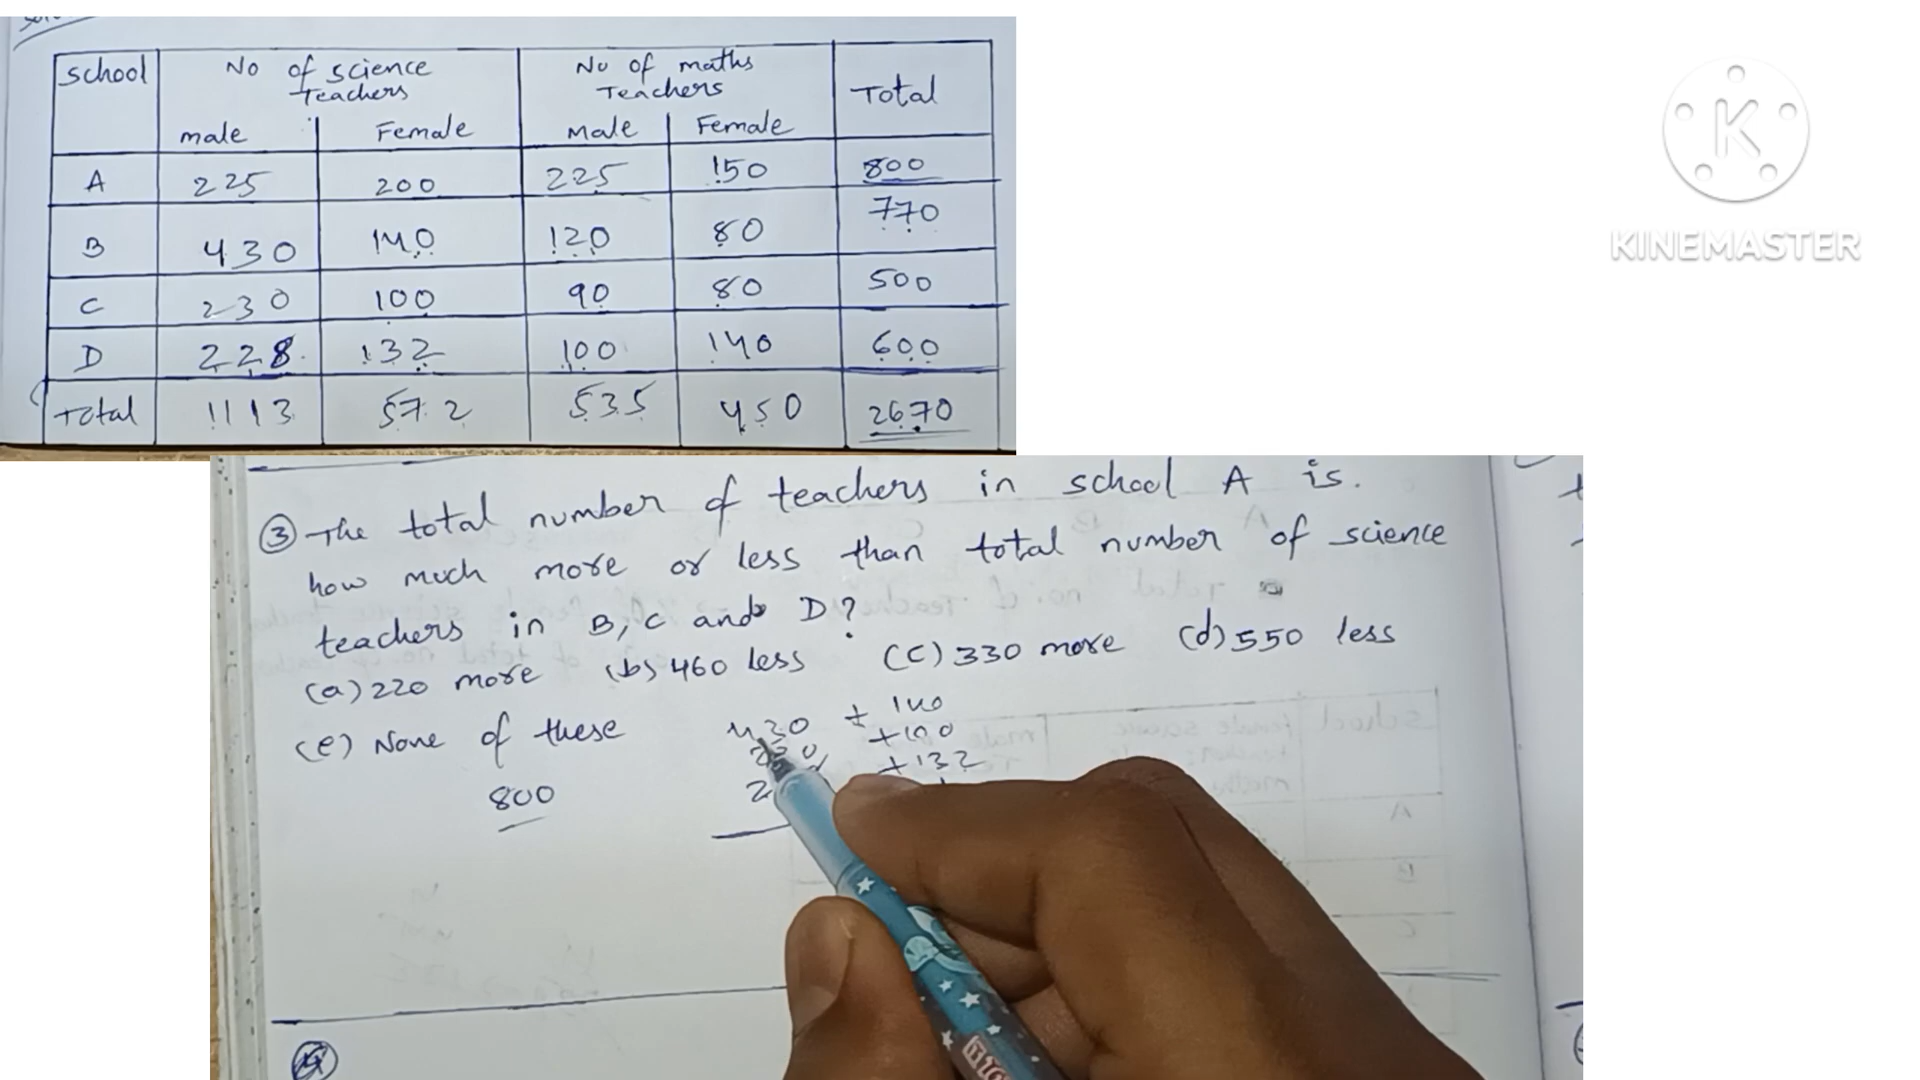 School No of science Teachers No of maths Teachers Total
male Female Male Female
A 225 200 225 150 800
B 430 140 120 80 770
C 230 100 90 80 500
D 228 132 100 140 600
Total 1113 572 535 450 2670
KINEMASTER
③ The total number of teachers in school A is.
how much more or less than total number of science
teachers in B, C and D?
(a) 220 more (b) 460 less (C) 330 more (d) 550 less
(e) None of these
430 + 140
+100
+132
800